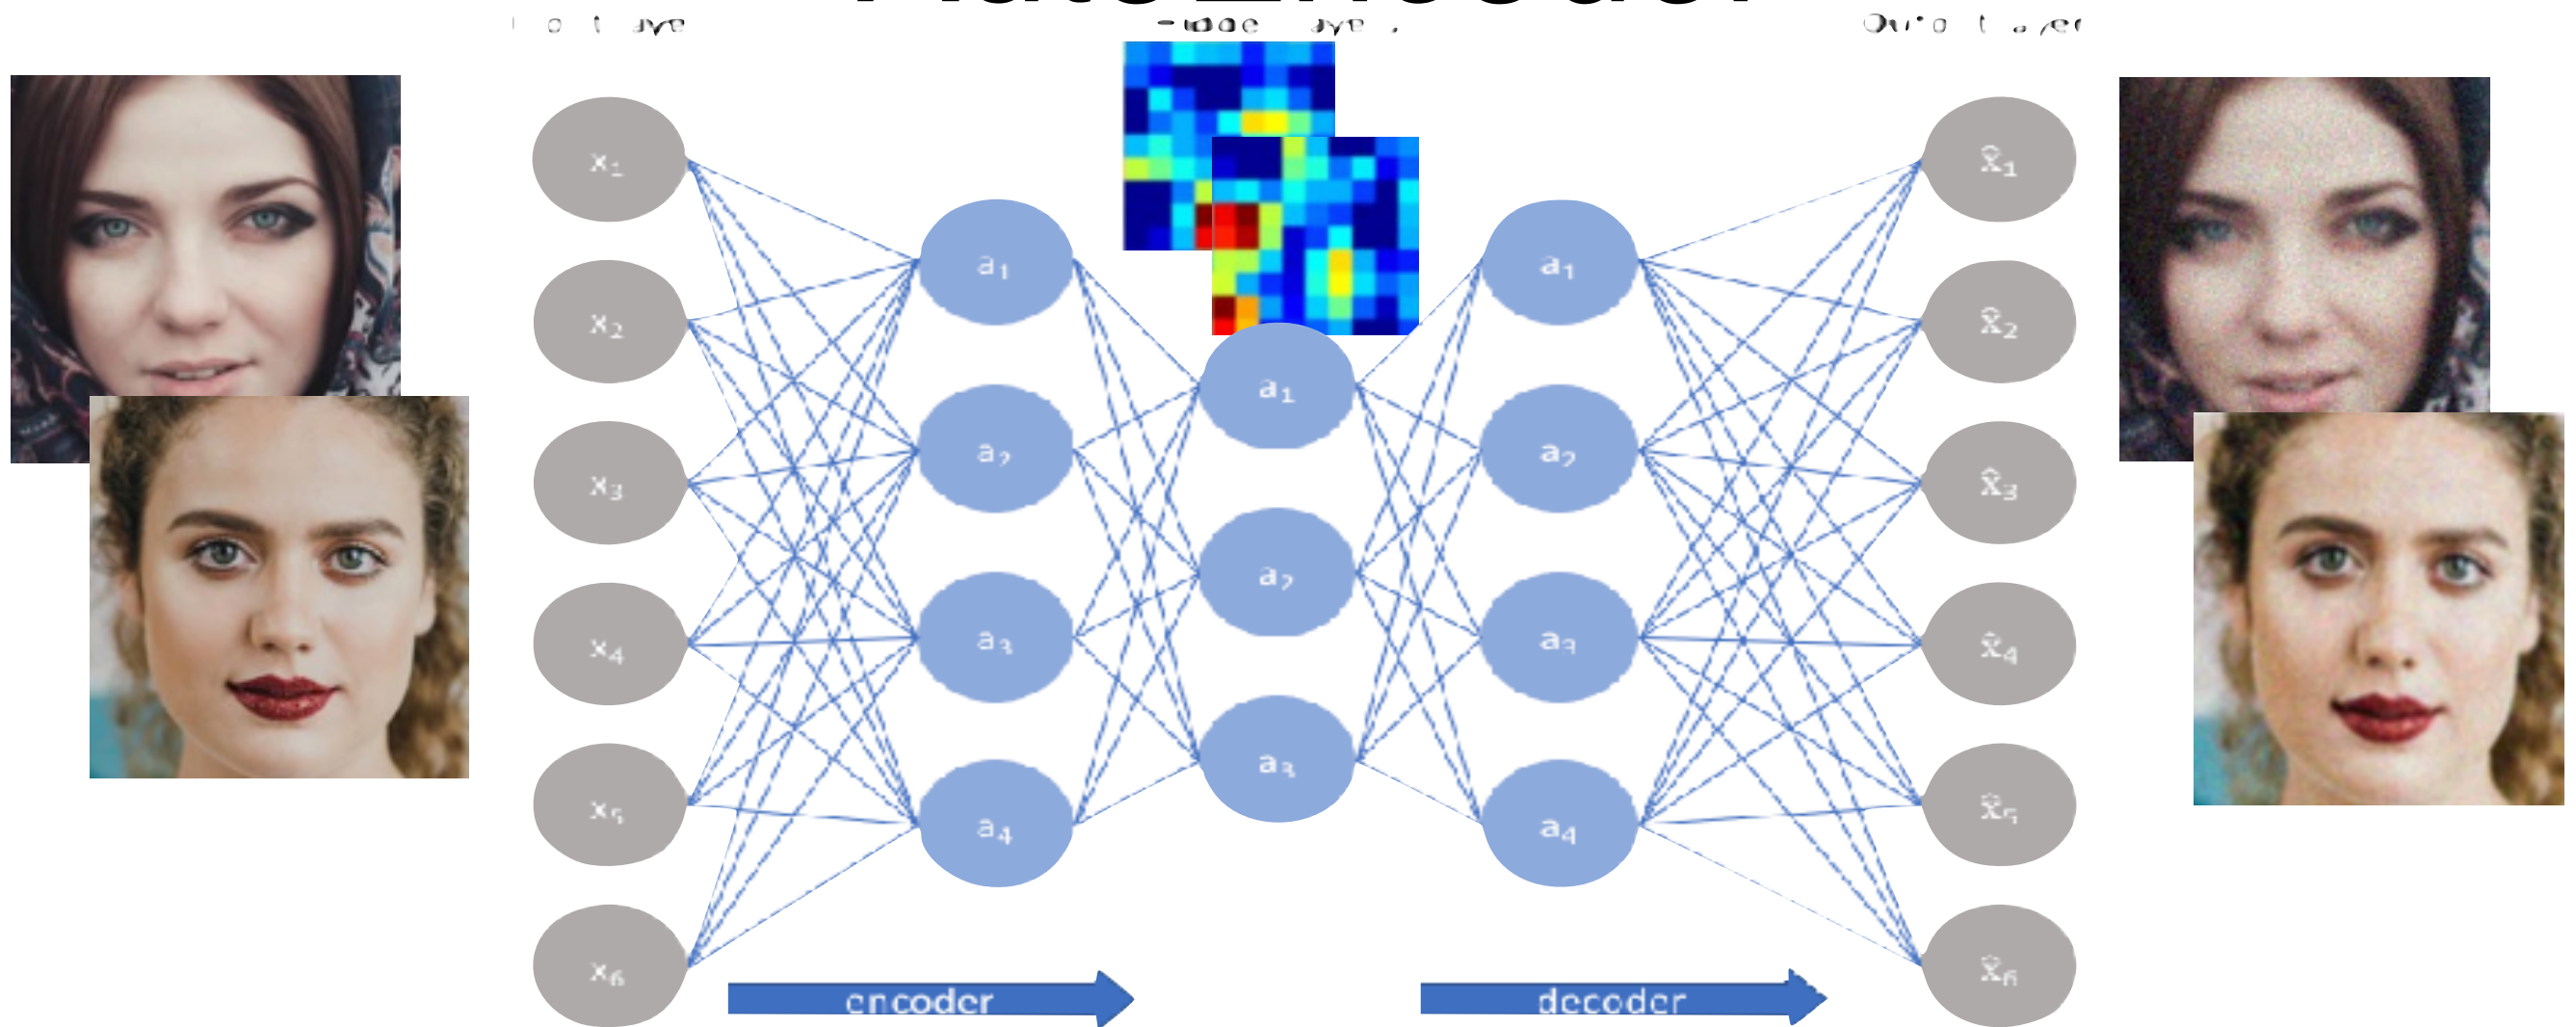 AutoEncoder
x₁
x₂
x₃
x₄
x₅
x₆
a₁
a₂
a₃
a₄
a₁
a₂
a₃
a₁
a₂
a₃
a₄
x̂₁
x̂₂
x̂₃
x̂₄
x̂₅
x̂₆
encoder
decoder